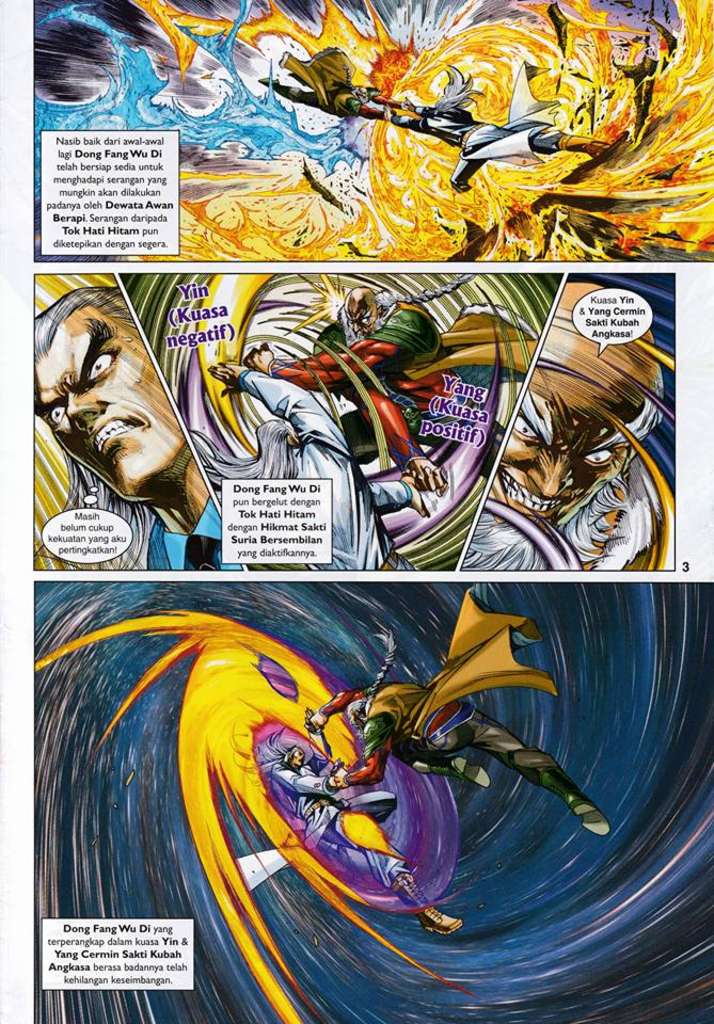 Nasib baik dari awal-awal
lagi Dong Fang Wu Di
telah bersiap sedia untuk
menghadapi serangan yang
mungkin akan dilakukan
padanya oleh Dewata Awan
Berapi. Serangan daripada
Tok Hati Hitam pun
diketepikan dengan segera.
Masih
belum cukup
kekuatan yang aku
pertingkatkan!
Yin
(Kuasa
negatif)
Yang
(Kuasa
positif)
Dong Fang Wu Di
pun bergelut dengan
Tok Hati Hitam
dengan Hikmat Sakti
Suria Bersembilan
yang diaktifkannya.
Kuasa Yin
& Yang Cermin
Sakti Kubah
Angkasa!
3
Dong Fang Wu Di yang
terperangkap dalam kuasa Yin &
Yang Cermin Sakti Kubah
Angkasa berasa badannya telah
kehilangan keseimbangan.